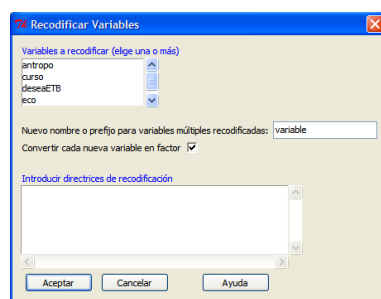 Recodificar Variables
Variables a recodificar (elige una o más)
antropo
curso
deseaETB
eco
Nuevo nombre o prefijo para variables múltiples recodificadas: variable
Convertir cada nueva variable en factor
Introducir directrices de recodificación
Aceptar Cancelar Ayuda